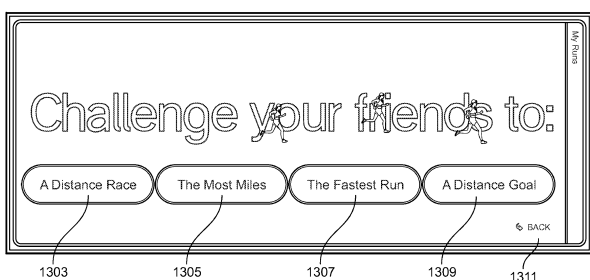 My Runs
Challenge your friends to:
A Distance Race
The Most Miles
The Fastest Run
A Distance Goal
BACK
1303
1305
1307
1309
1311